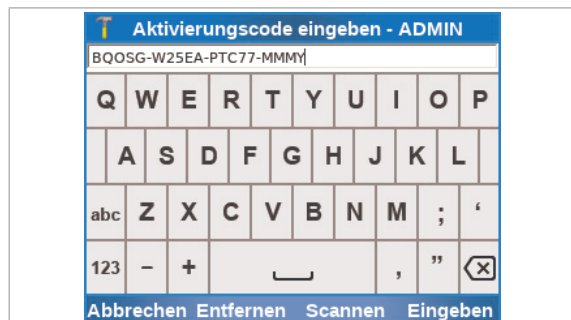 Aktivierungscode eingeben - ADMIN
BQOSG-W25EA-PTC77-MMMY
Q W E R T Y U I O P
A S D F G H J K L
abc Z X C V B N M ; ‘
123 - + , ”
Abbrechen Entfernen Scannen Eingeben